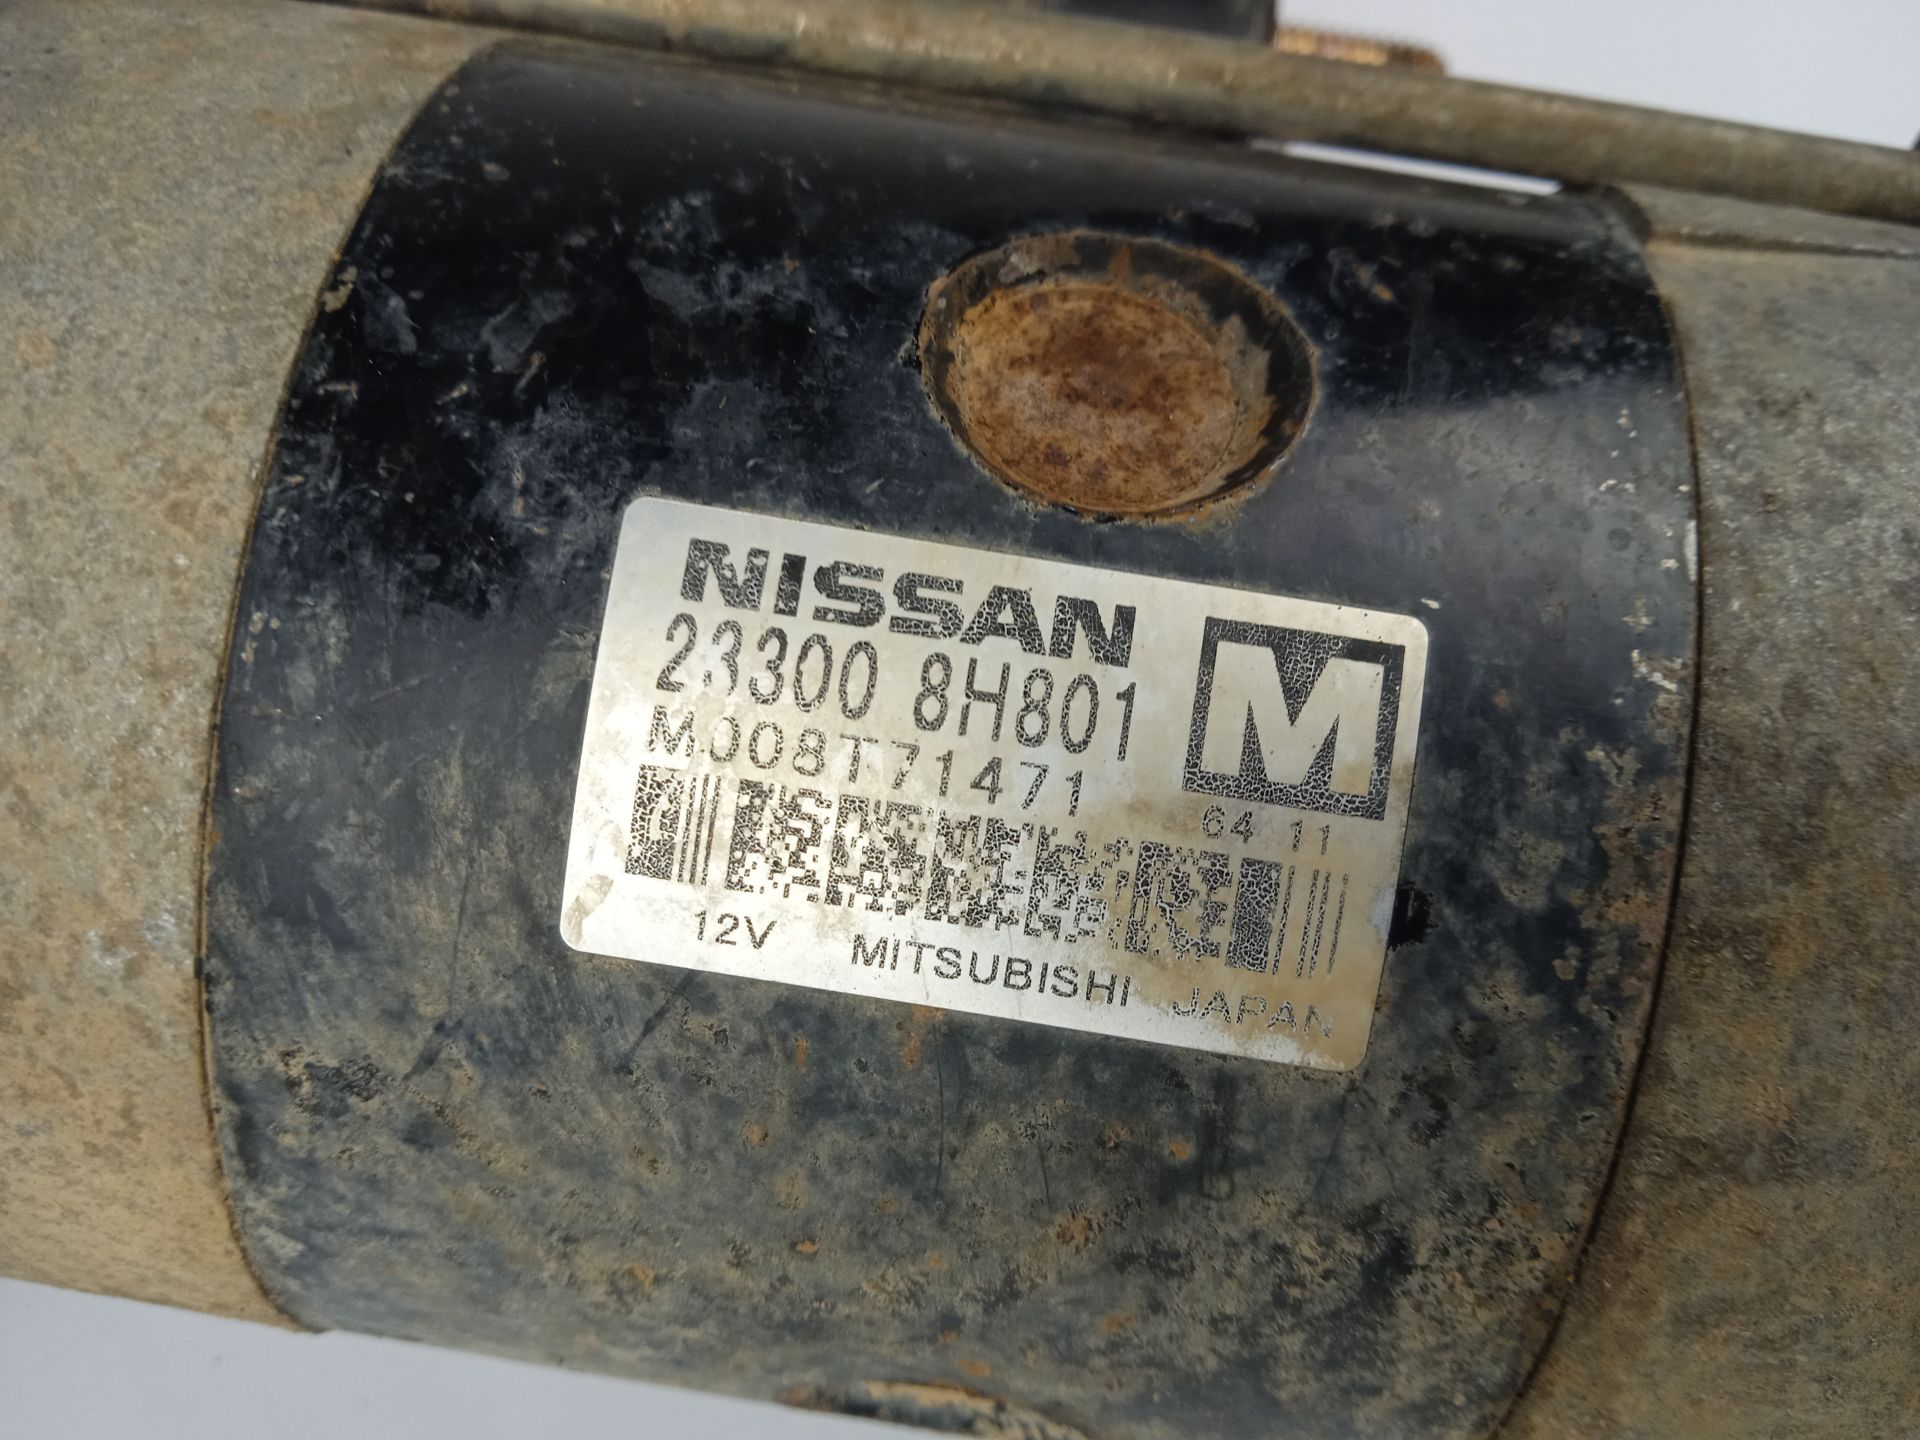 NISSAN
23300 8H801
M008T71471
M
64 11
12V MITSUBISHI JAPAN